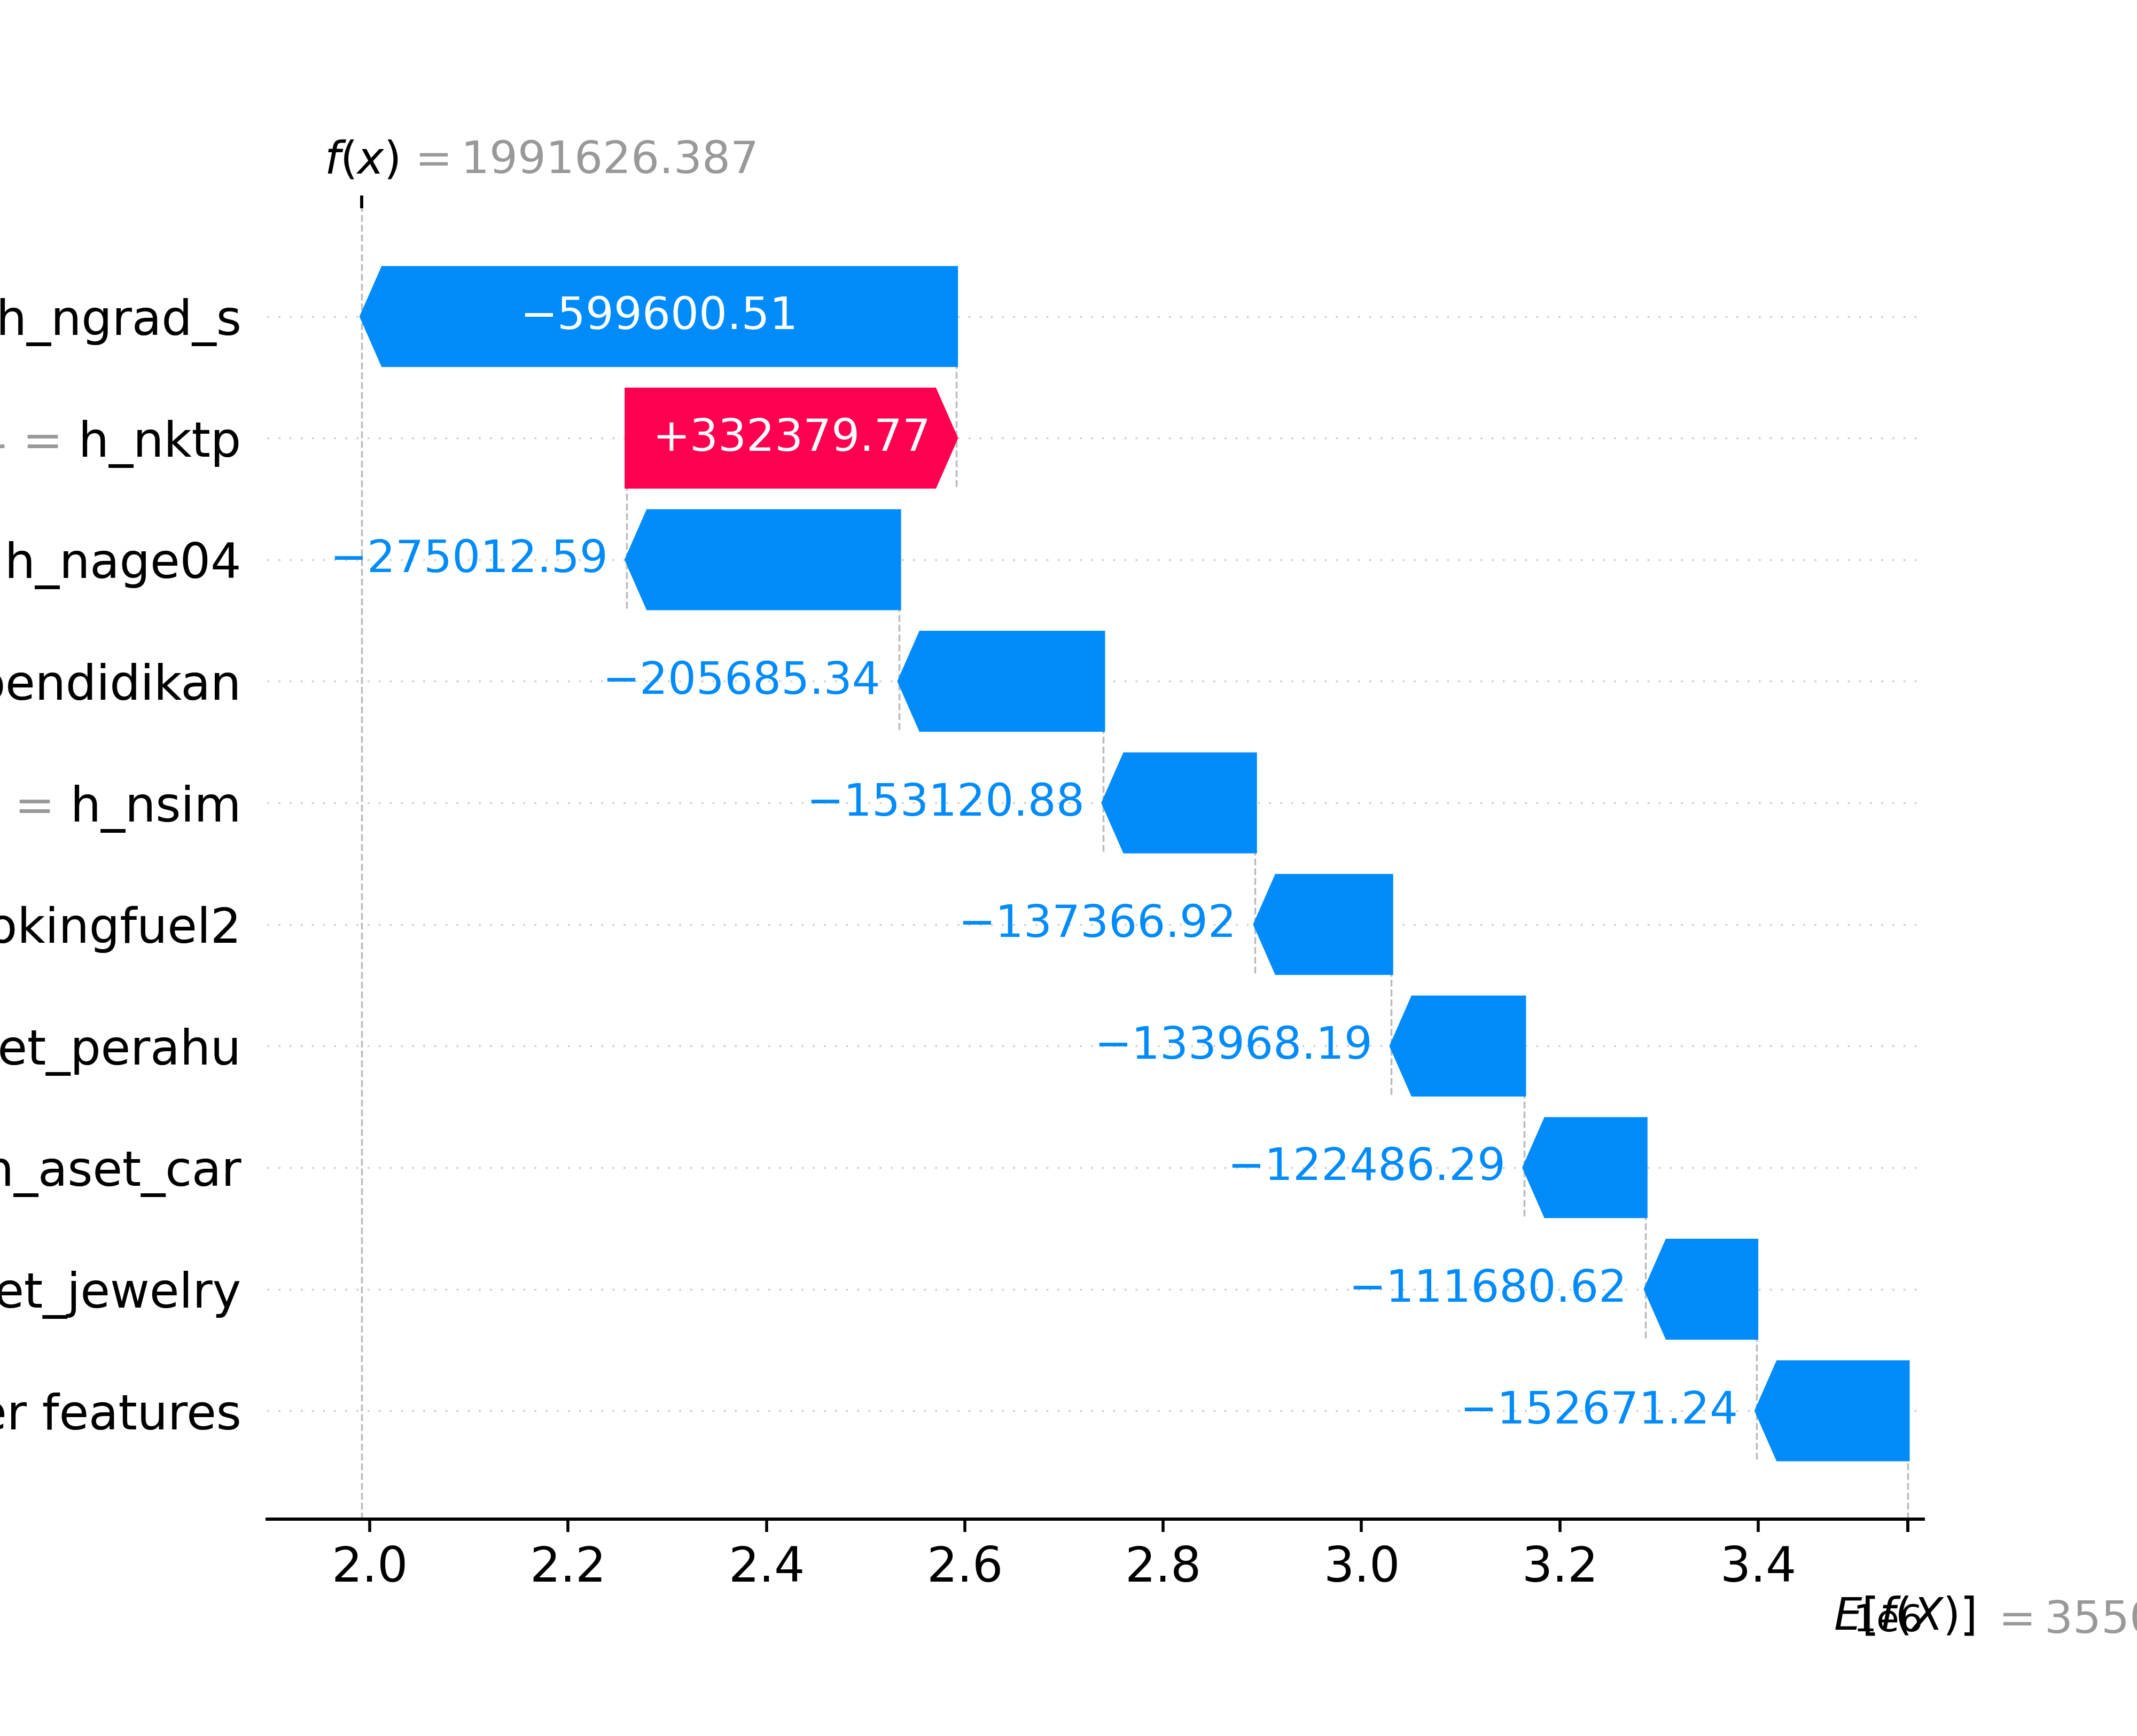 f(x) = 1991626.387
h_ngrad_s −599600.51
= h_nktp +332379.77
h_nage04 −275012.59
pendidikan −205685.34
= h_nsim −153120.88
okingfuel2 −137366.92
et_perahu −133968.19
h_aset_car −122486.29
et_jewelry −111680.62
er features −152671.24
2.0 2.2 2.4 2.6 2.8 3.0 3.2 3.4
1e6
E[f(X)] = 3550